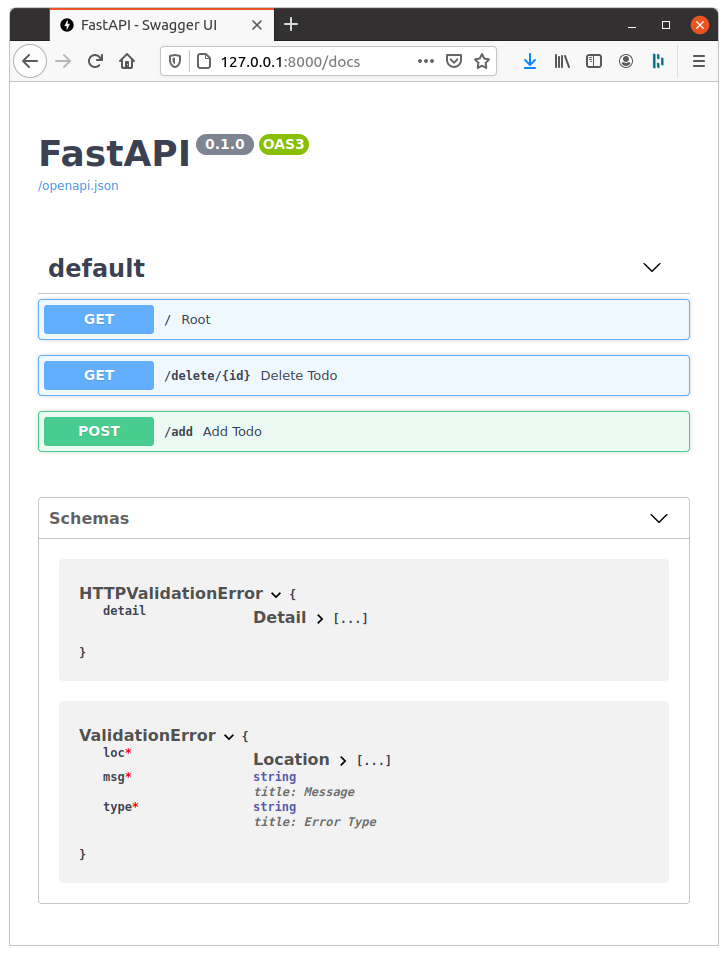 FastAPI - Swagger UI
127.0.0.1:8000/docs
FastAPI 0.1.0 OAS3
/openapi.json
default
GET / Root
GET /delete/{id} Delete Todo
POST /add Add Todo
Schemas
HTTPValidationError {
detail Detail [...]
}
ValidationError {
loc* Location [...]
msg* string
title: Message
type* string
title: Error Type
}